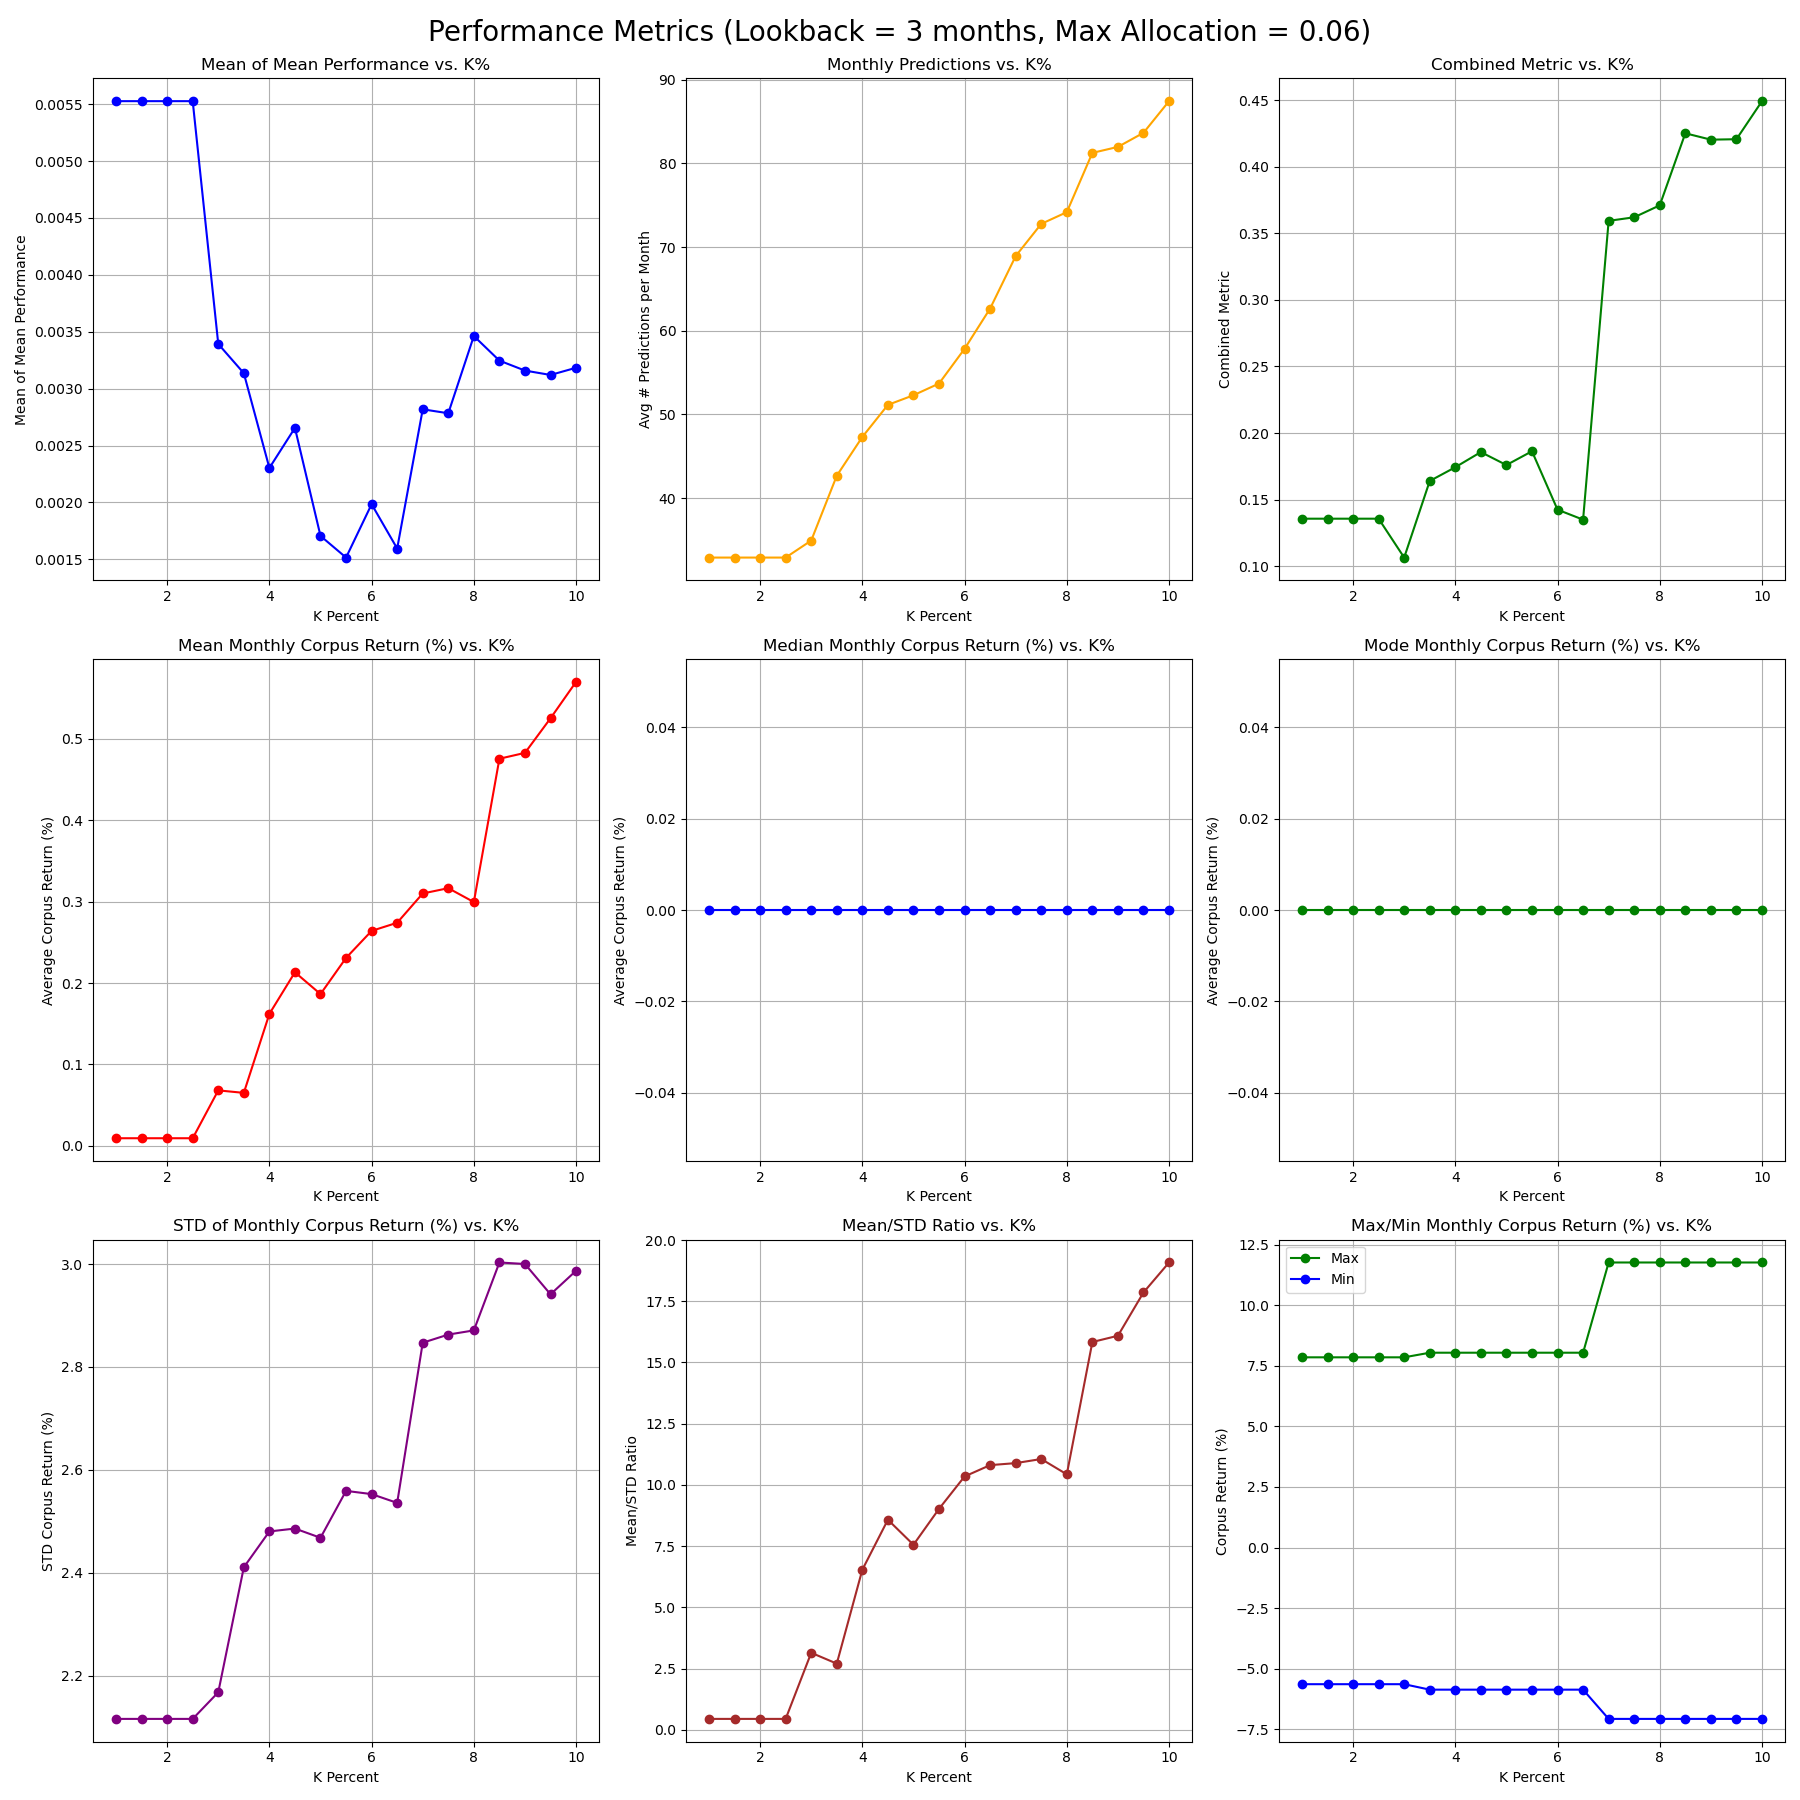 Performance Metrics (Lookback = 3 months, Max Allocation = 0.06)
Mean of Mean Performance vs. K%
Mean of Mean Performance
0.0055
0.0050
0.0045
0.0040
0.0035
0.0030
0.0025
0.0020
0.0015
2 4 6 8 10
K Percent
Monthly Predictions vs. K%
Avg # Predictions per Month
90
80
70
60
50
40
2 4 6 8 10
K Percent
Combined Metric vs. K%
Combined Metric
0.45
0.40
0.35
0.30
0.25
0.20
0.15
0.10
2 4 6 8 10
K Percent
Mean Monthly Corpus Return (%) vs. K%
Average Corpus Return (%)
0.5
0.4
0.3
0.2
0.1
0.0
2 4 6 8 10
K Percent
Median Monthly Corpus Return (%) vs. K%
Average Corpus Return (%)
0.04
0.02
0.00
−0.02
−0.04
2 4 6 8 10
K Percent
Mode Monthly Corpus Return (%) vs. K%
Average Corpus Return (%)
0.04
0.02
0.00
−0.02
−0.04
2 4 6 8 10
K Percent
STD of Monthly Corpus Return (%) vs. K%
STD Corpus Return (%)
3.0
2.8
2.6
2.4
2.2
2 4 6 8 10
K Percent
Mean/STD Ratio vs. K%
Mean/STD Ratio
20.0
17.5
15.0
12.5
10.0
7.5
5.0
2.5
0.0
2 4 6 8 10
K Percent
Max/Min Monthly Corpus Return (%) vs. K%
Max
Min
Corpus Return (%)
12.5
10.0
7.5
5.0
2.5
0.0
−2.5
−5.0
−7.5
2 4 6 8 10
K Percent